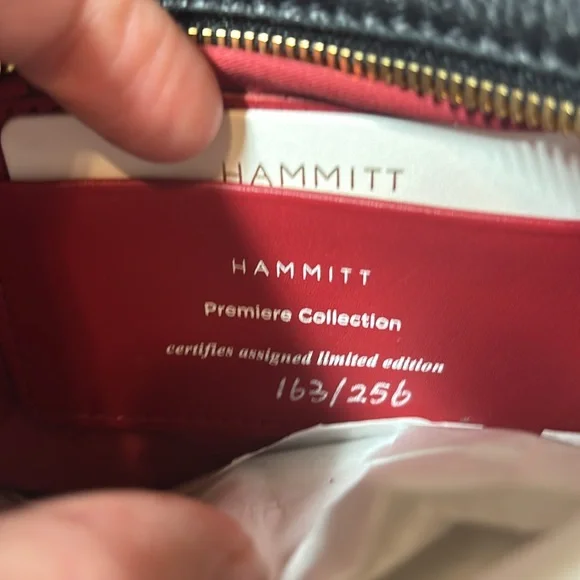 HAMMITT
HAMMITT
Premiere Collection
certifies assigned limited edition
163/256